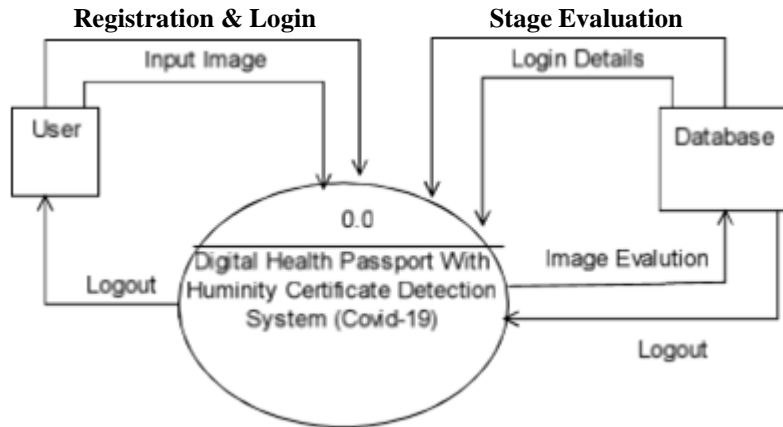 Registration & Login
Stage Evaluation
Input Image
Login Details
User
Database
0.0
Digital Health Passport With
Huminity Certificate Detection
System (Covid-19)
Logout
Image Evalution
Logout